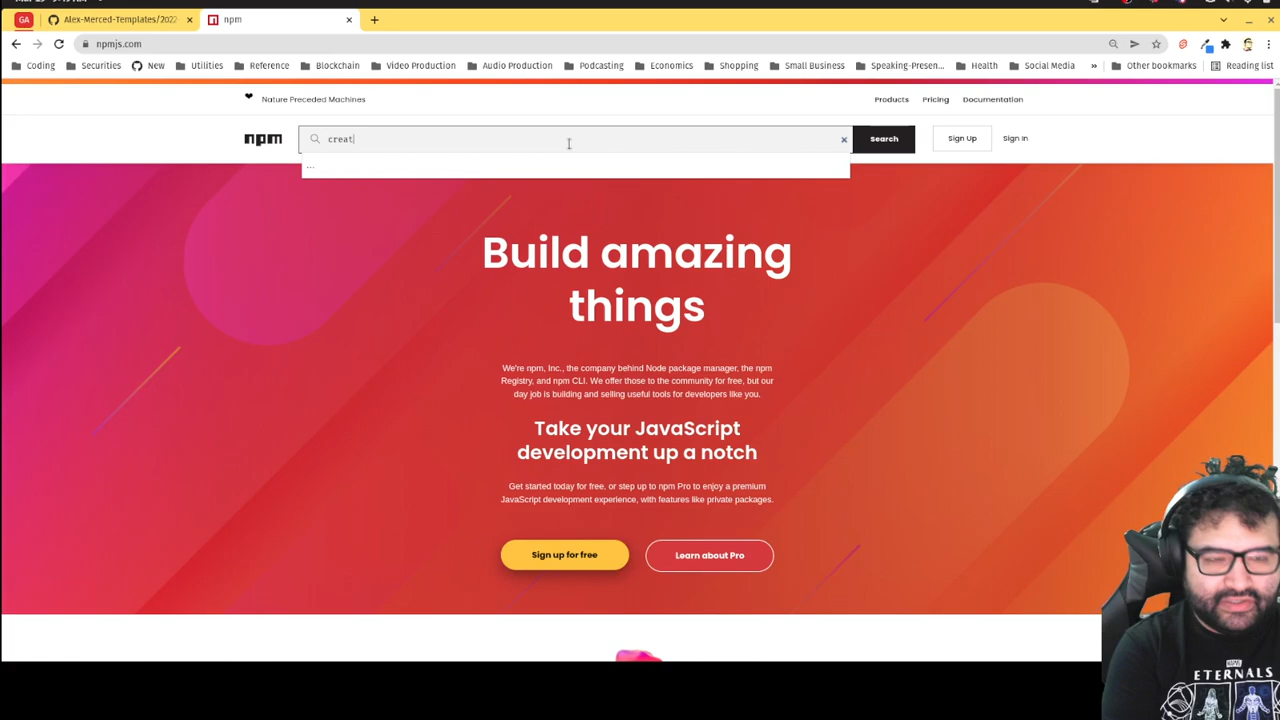 GA
Alex-Merced-Templates/2022
npm
npmjs.com
Coding
Securities
New
Utilities
Reference
Blockchain
Video Production
Audio Production
Podcasting
Economics
Shopping
Small Business
Speaking-Presen...
Health
Social Media
»
Other bookmarks
Reading list
❤ Nature Preceded Machines
Products
Pricing
Documentation
npm
creat
Search
Sign Up
Sign In
...
Build amazing
things
We're npm, Inc., the company behind Node package manager, the npm
Registry, and npm CLI. We offer those to the community for free, but our
day job is building and selling useful tools for developers like you.
Take your JavaScript
development up a notch
Get started today for free, or step up to npm Pro to enjoy a premium
JavaScript development experience, with features like private packages.
Sign up for free
Learn about Pro
ETERNALS